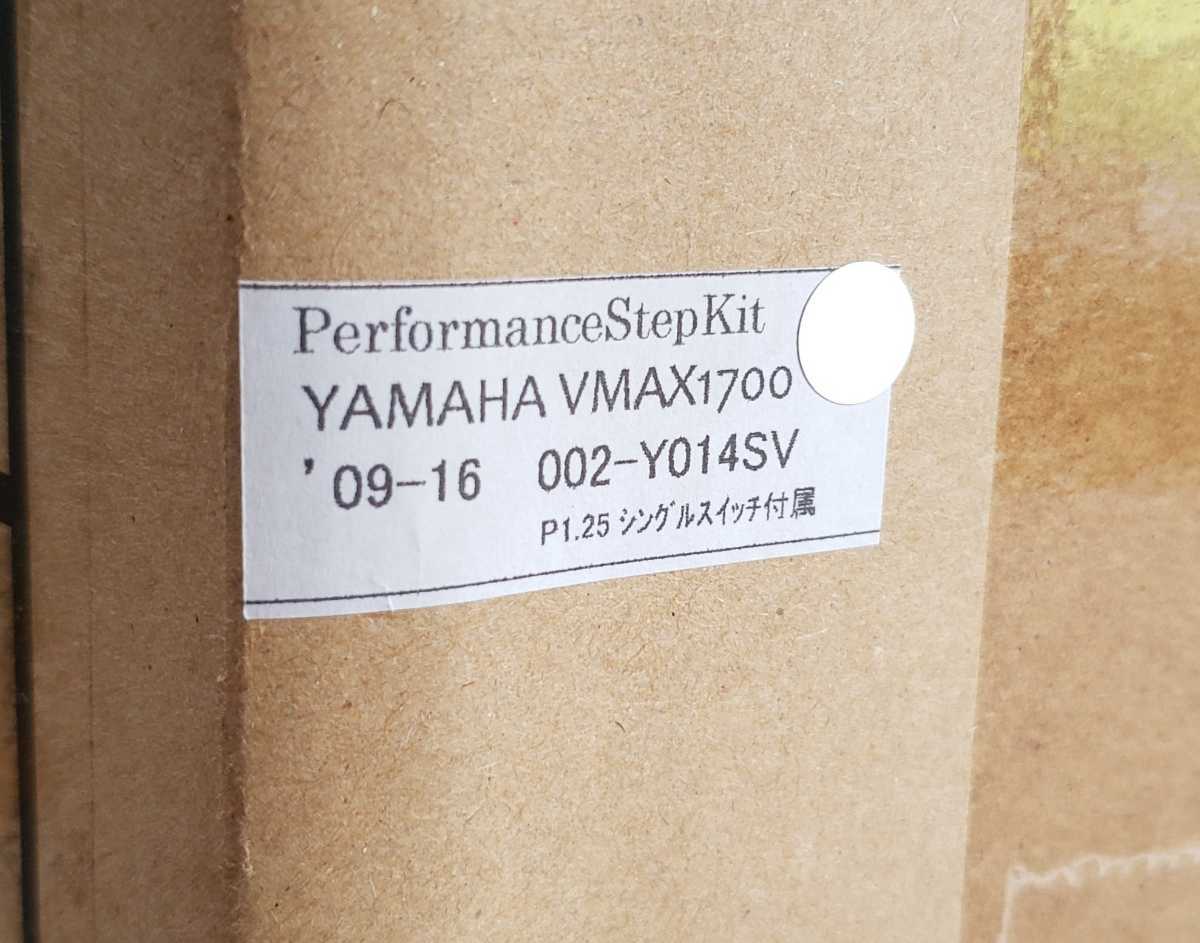 PerformanceStepKit
YAMAHA VMAX1700
'09-16 002-Y014SV
P1.25 シングルスイッチ付属